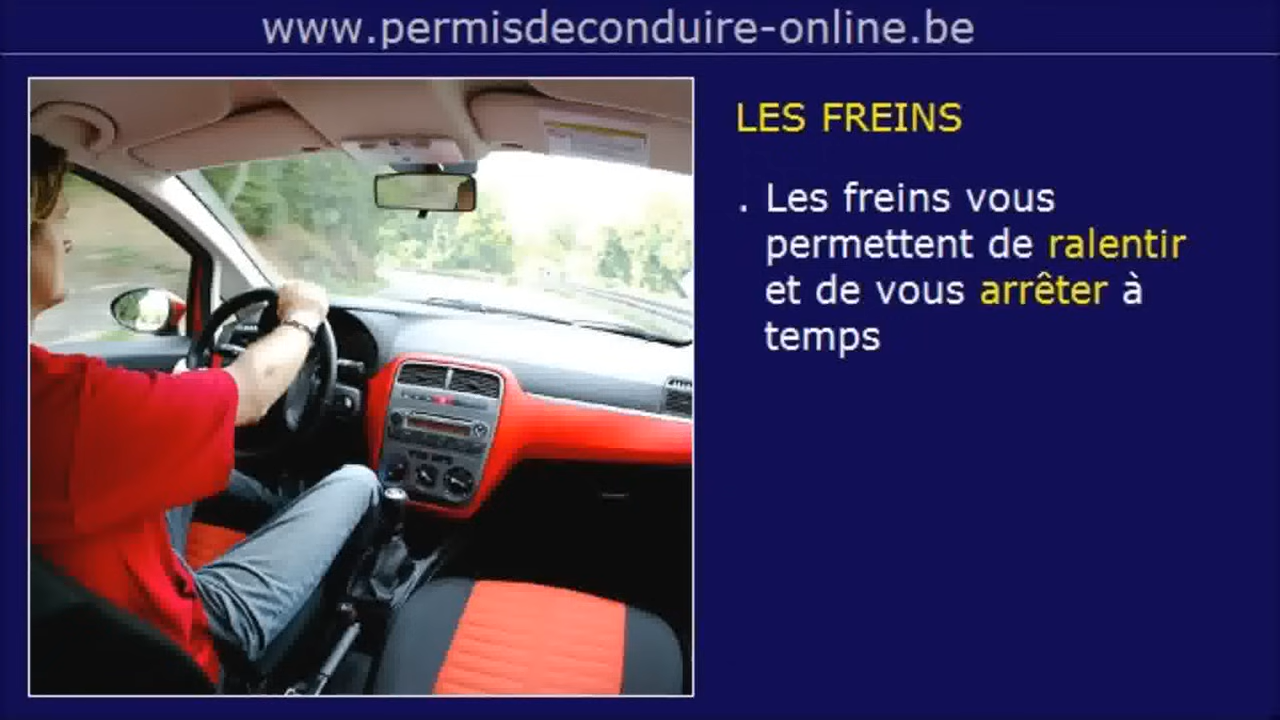 www.permisdeconduire-online.be
LES FREINS
. Les freins vous
permettent de ralentir
et de vous arrêter à
temps